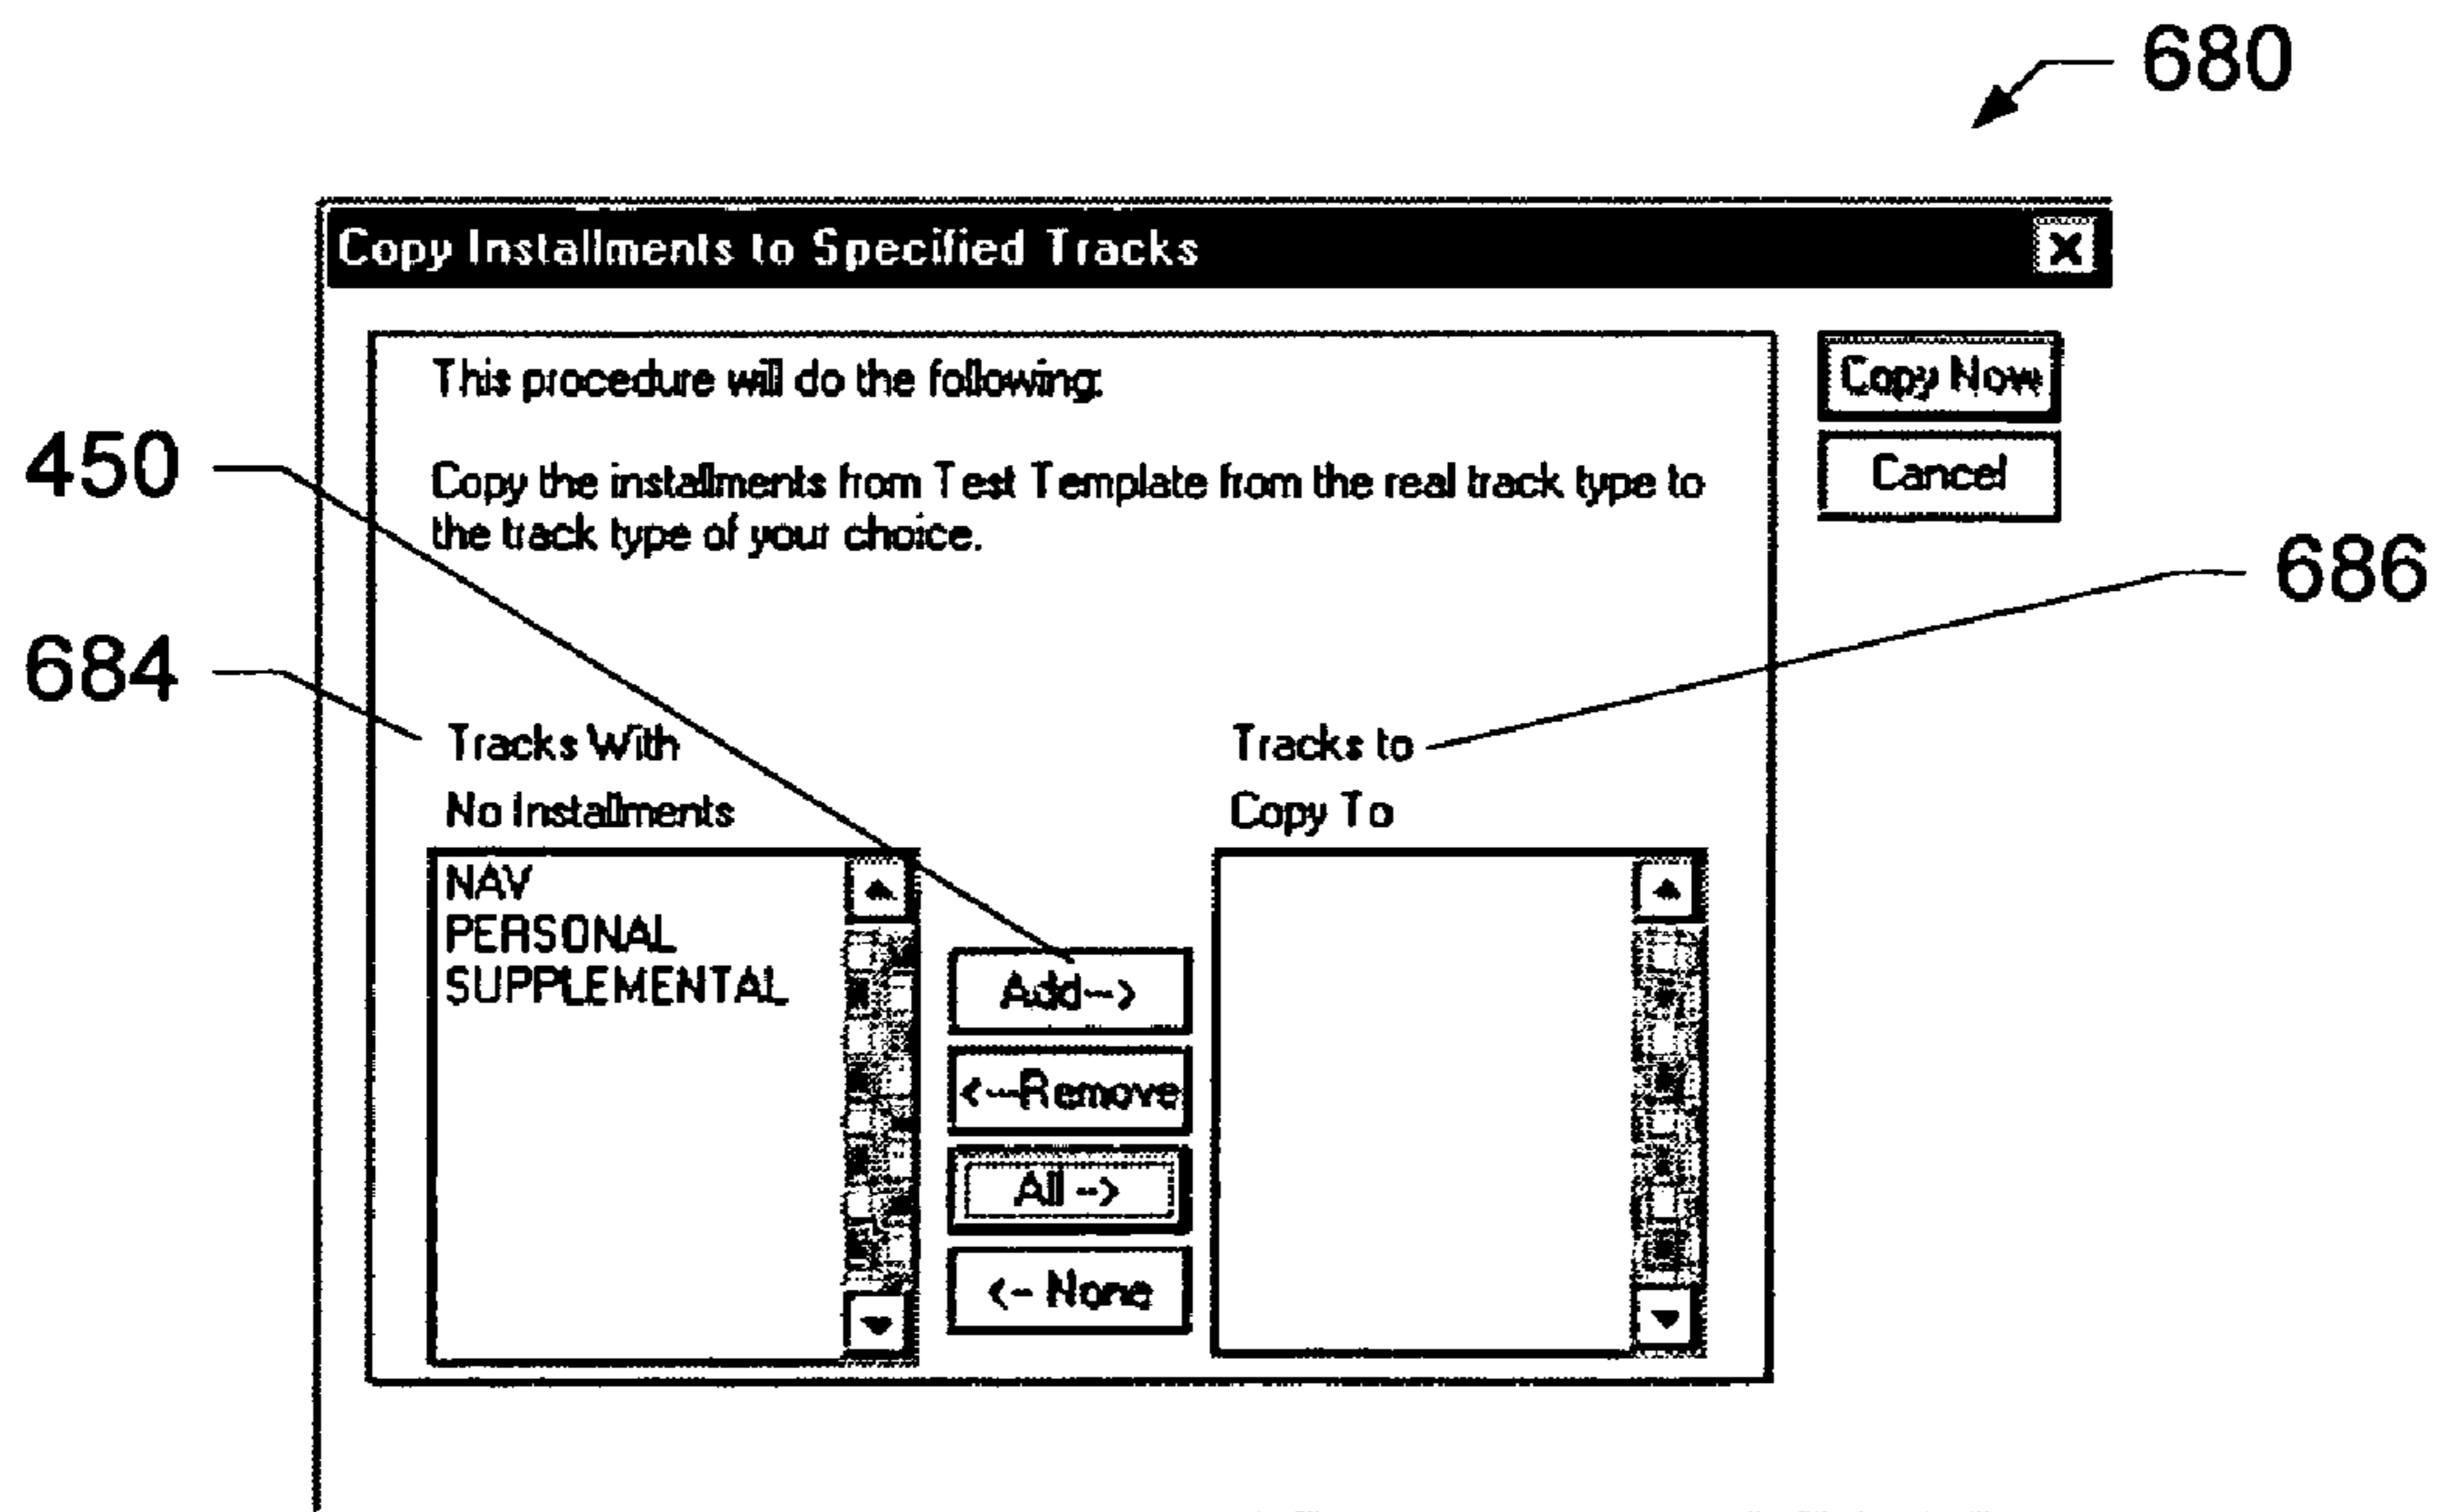 680
Copy Installments to Specified Tracks
This procedure will do the following:
Copy Now
450
Copy the installments from Test Template from the real track type to
the track type of your choice.
Cancel
686
684
Tracks With
No Installments
Tracks to
Copy To
NAV
PERSONAL
SUPPLEMENTAL
Add-->
<--Remove
All -->
<-- None